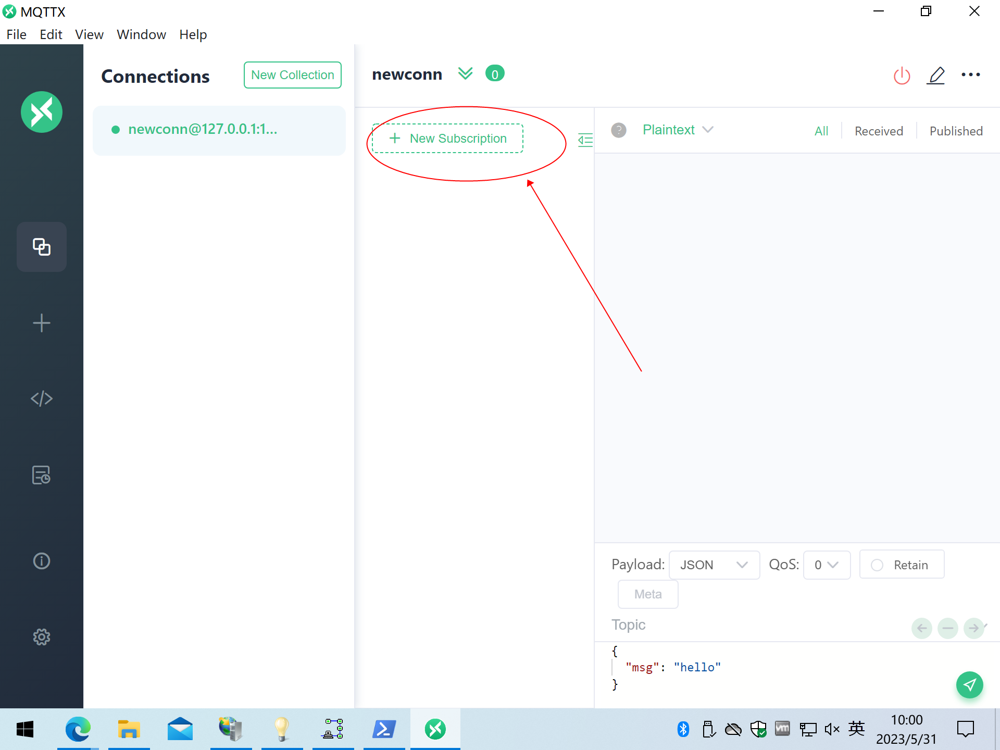 MQTTX
File Edit View Window Help
Connections
New Collection
newconn
0
newconn@127.0.0.1:1...
+ New Subscription
?
Plaintext
All
Received
Published
Payload:
JSON
QoS:
0
Retain
Meta
Topic
{
"msg": "hello"
}
英
10:00
2023/5/31